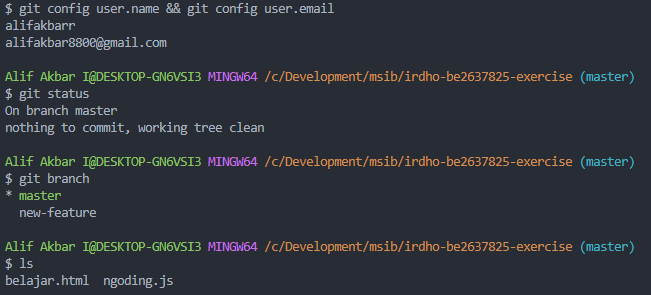 $ git config user.name && git config user.email
alifakbarr
alifakbar8800@gmail.com
Alif Akbar I@DESKTOP-GN6VSI3 MINGW64 /c/Development/msib/irdho-be2637825-exercise (master)
$ git status
On branch master
nothing to commit, working tree clean
Alif Akbar I@DESKTOP-GN6VSI3 MINGW64 /c/Development/msib/irdho-be2637825-exercise (master)
$ git branch
* master
  new-feature
Alif Akbar I@DESKTOP-GN6VSI3 MINGW64 /c/Development/msib/irdho-be2637825-exercise (master)
$ ls
belajar.html  ngoding.js